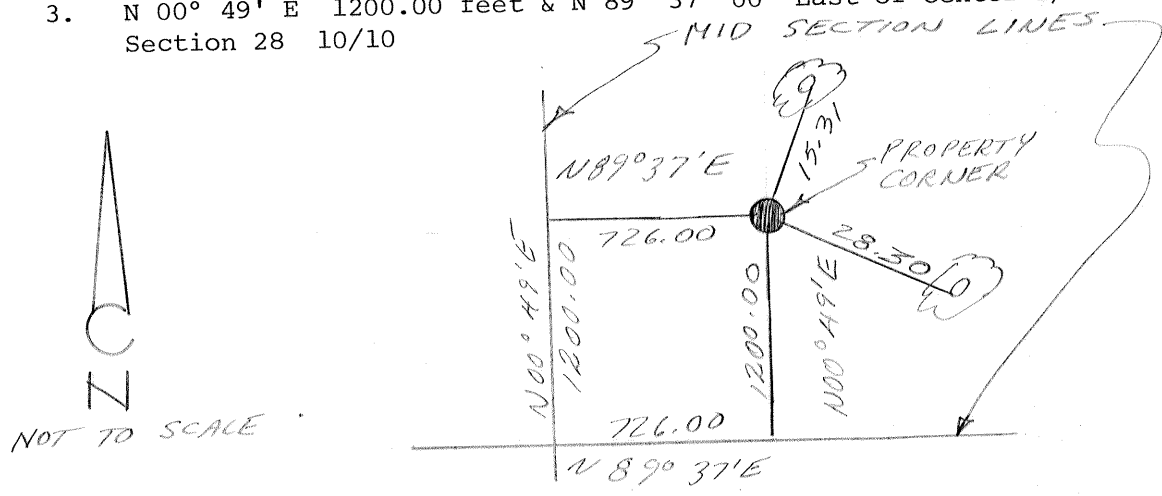 3. N 00° 49' E 1200.00 feet & N 89° 37' 00" East of
Section 28 10/10
MID SECTION LINES
15.31
N89°37'E
PROPERTY
CORNER
726.00
28.30
N00°49'E
1200.00
1200.00
N00°49'E
N
NOT TO SCALE
726.00
N 89° 37'E